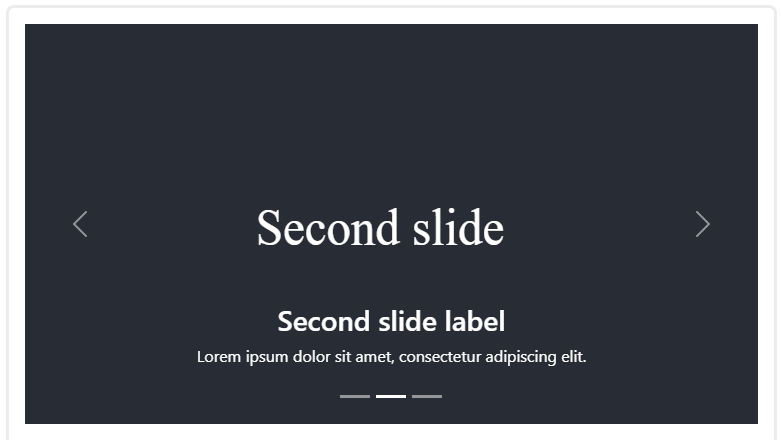 Second slide
Second slide label
Lorem ipsum dolor sit amet, consectetur adipiscing elit.